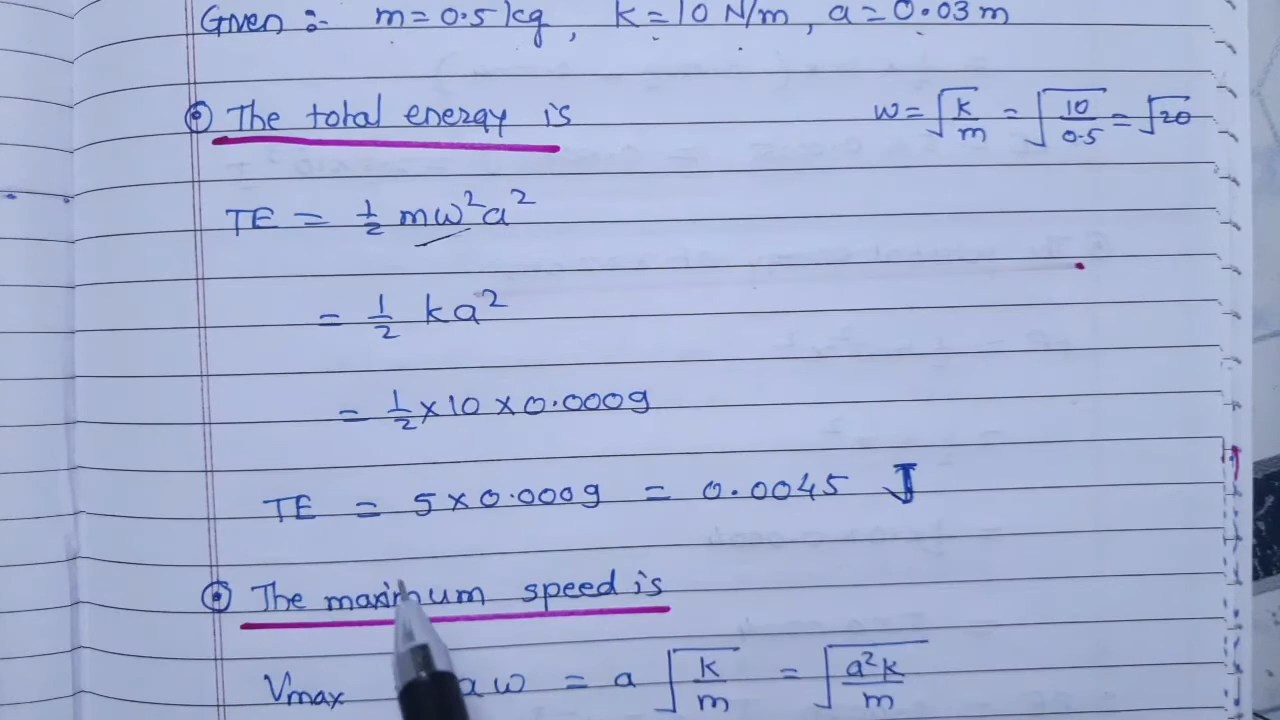 Given :- m = 0.5 kg, k = 10 N/m, a = 0.03 m
The total energy is
w = √(k/m) = √(10/0.5) = √20
TE = 1/2 mω²a²
= 1/2 ka²
= 1/2 × 10 × 0.0009
TE = 5 × 0.0009 = 0.0045 J
The maximum speed is
Vmax aω = a √(k/m) = √(a²k/m)